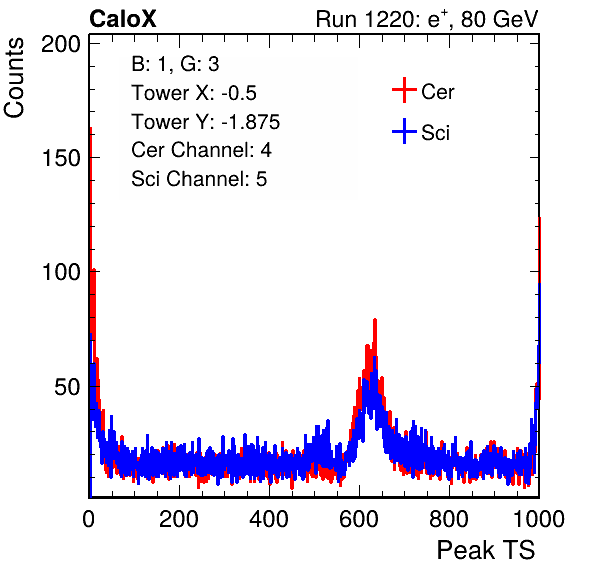 CaloX Run 1220: e⁺, 80 GeV
Counts
200
150
100
50
B: 1, G: 3
Tower X: -0.5
Tower Y: -1.875
Cer Channel: 4
Sci Channel: 5
Cer
Sci
0 200 400 600 800 1000
Peak TS